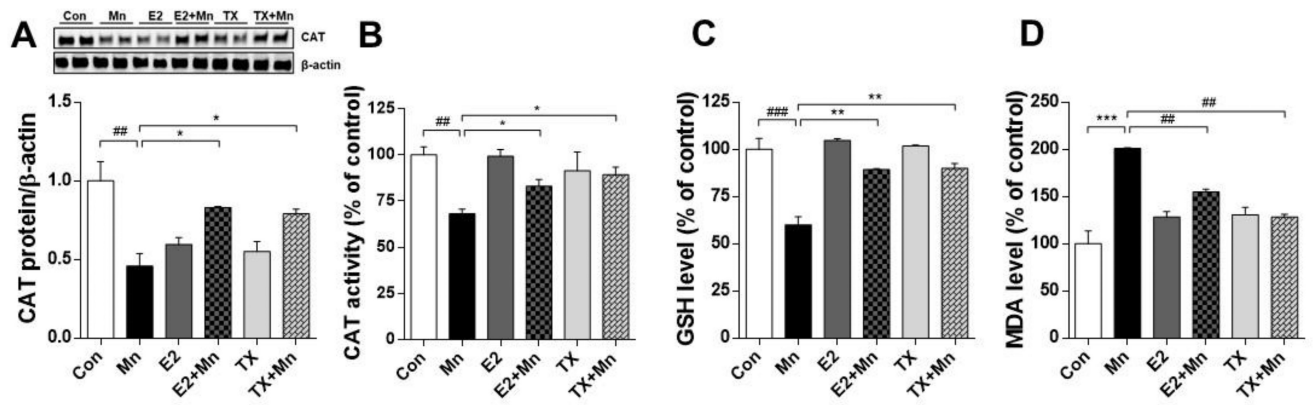 A
Con Mn E2 E2+Mn TX TX+Mn
CAT
β-actin
CAT protein/β-actin
1.5
1.0
0.5
0.0
##
*
*
Con
Mn
E2
E2+Mn
TX
TX+Mn
B
CAT activity (% of control)
125
100
75
50
25
0
##
*
*
Con
Mn
E2
E2+Mn
TX
TX+Mn
C
GSH level (% of control)
125
100
75
50
25
0
###
**
**
Con
Mn
E2
E2+Mn
TX
TX+Mn
D
MDA level (% of control)
250
200
150
100
50
0
***
##
##
Con
Mn
E2
E2+Mn
TX
TX+Mn